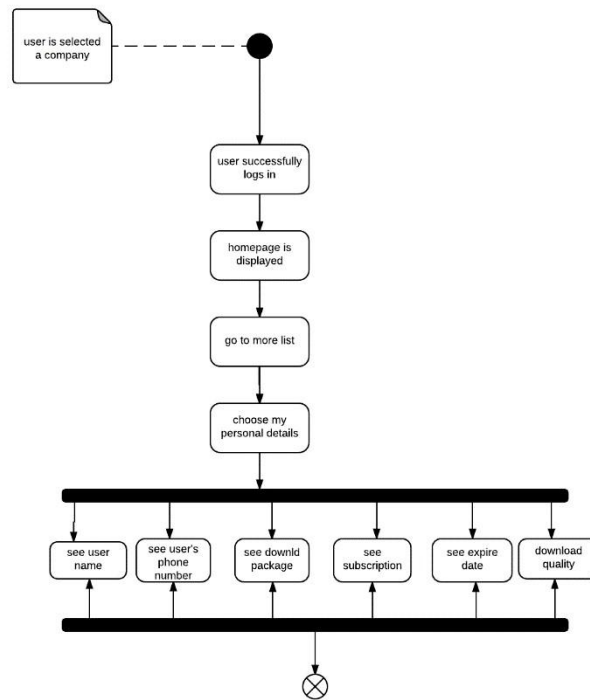 user is selected
a company
user successfully
logs in
homepage is
displayed
go to more list
choose my
personal details
see user
name
see user's
phone
number
see downld
package
see
subscription
see expire
date
download
quality